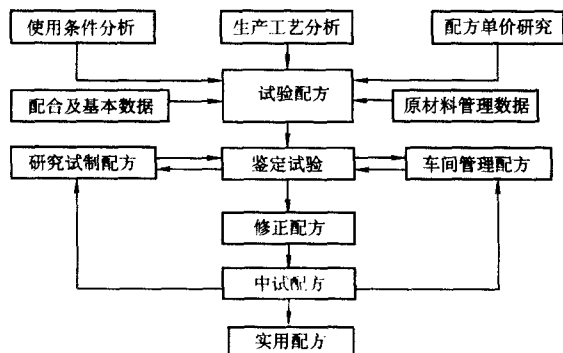 使用条件分析
生产工艺分析
配方单价研究
试验配方
配合及基本数据
原材料管理数据
研究试制配方
鉴定试验
车间管理配方
修正配方
中试配方
实用配方